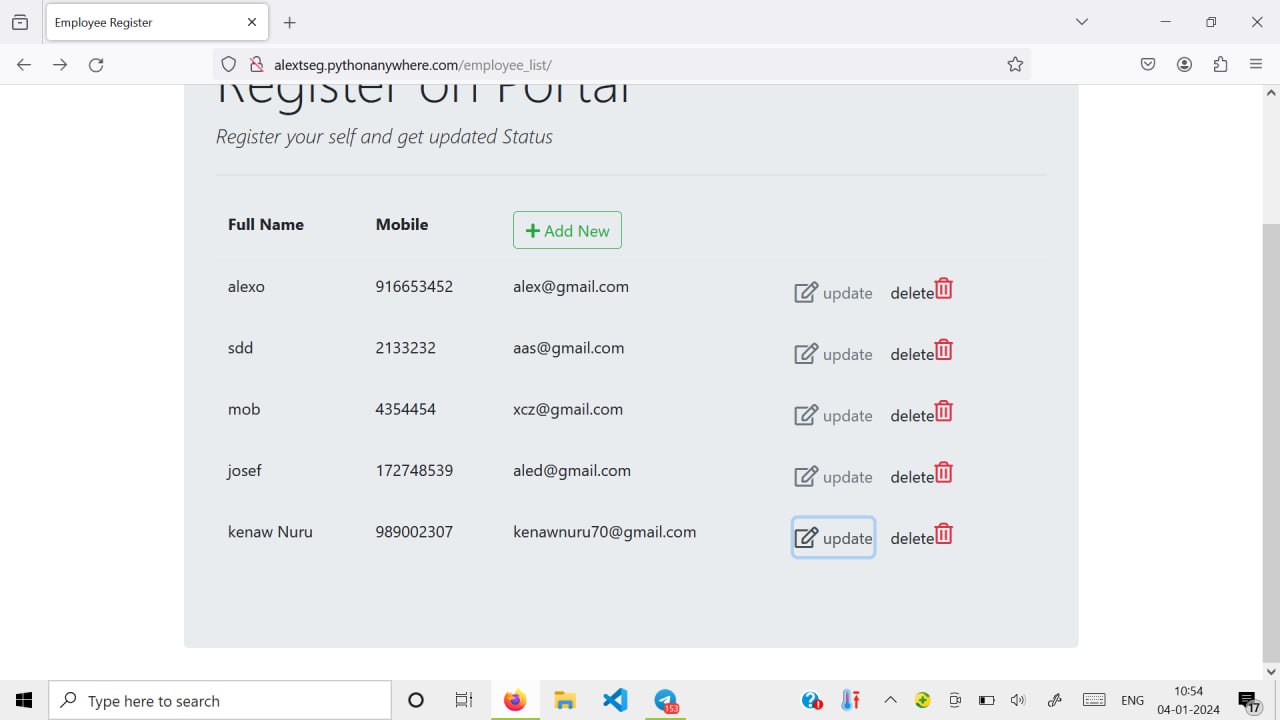 Employee Register
alextseg.pythonanywhere.com/employee_list/
Register on Portal
Register your self and get updated Status
Full Name Mobile Add New
alexo 916653452 alex@gmail.com update delete
sdd 2133232 aas@gmail.com update delete
mob 4354454 xcz@gmail.com update delete
josef 172748539 aled@gmail.com update delete
kenaw Nuru 989002307 kenawnuru70@gmail.com update delete
Type here to search 153 ENG 10:54 17
04-01-2024